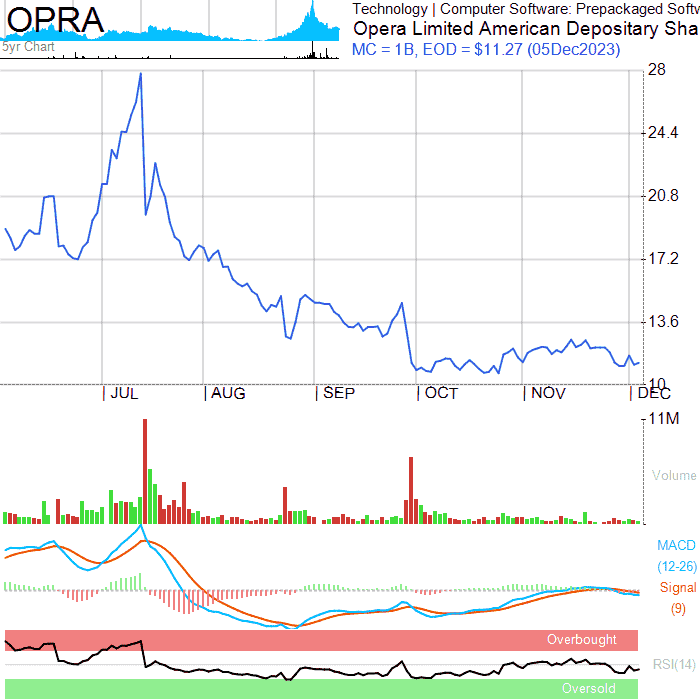 OPRA
5yr Chart
Technology | Computer Software: Prepackaged Softw
Opera Limited American Depositary Sha
MC = 1B, EOD = $11.27 (05Dec2023)
28
24.4
20.8
17.2
13.6
10
|JUL |AUG |SEP |OCT |NOV |DEC
11M
Volume
MACD
(12-26)
Signal
(9)
Overbought
RSI(14)
Oversold